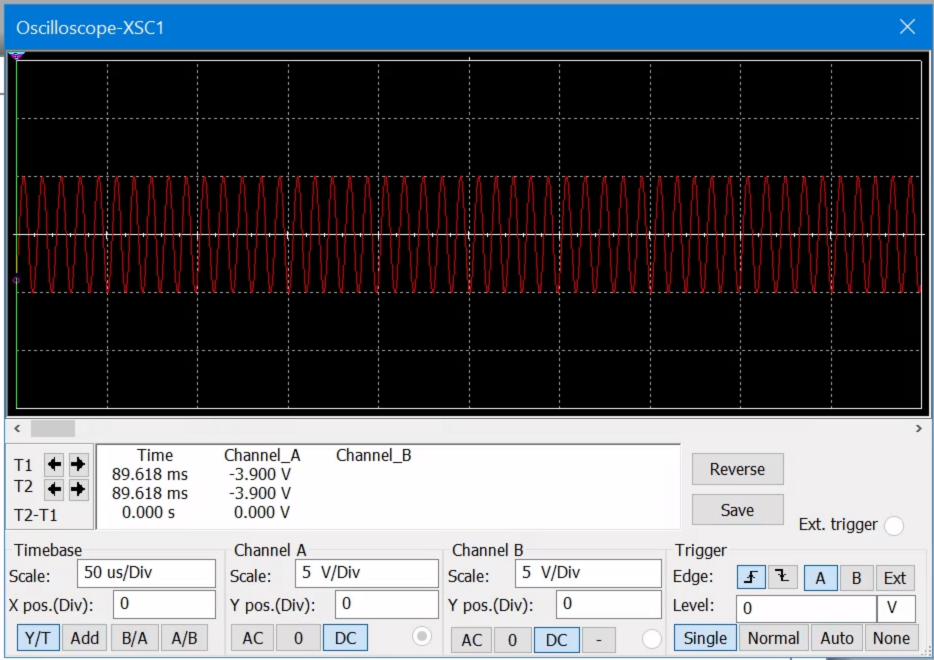 Oscilloscope-XSC1
Time Channel_A Channel_B
T1 89.618 ms -3.900 V
T2 89.618 ms -3.900 V
T2-T1 0.000 s 0.000 V
Reverse
Save
Ext. trigger
Timebase
Scale: 50 us/Div
X pos.(Div): 0
Y/T Add B/A A/B
Channel A
Scale: 5 V/Div
Y pos.(Div): 0
AC 0 DC
Channel B
Scale: 5 V/Div
Y pos.(Div): 0
AC 0 DC -
Trigger
Edge: A B Ext
Level: 0 V
Single Normal Auto None